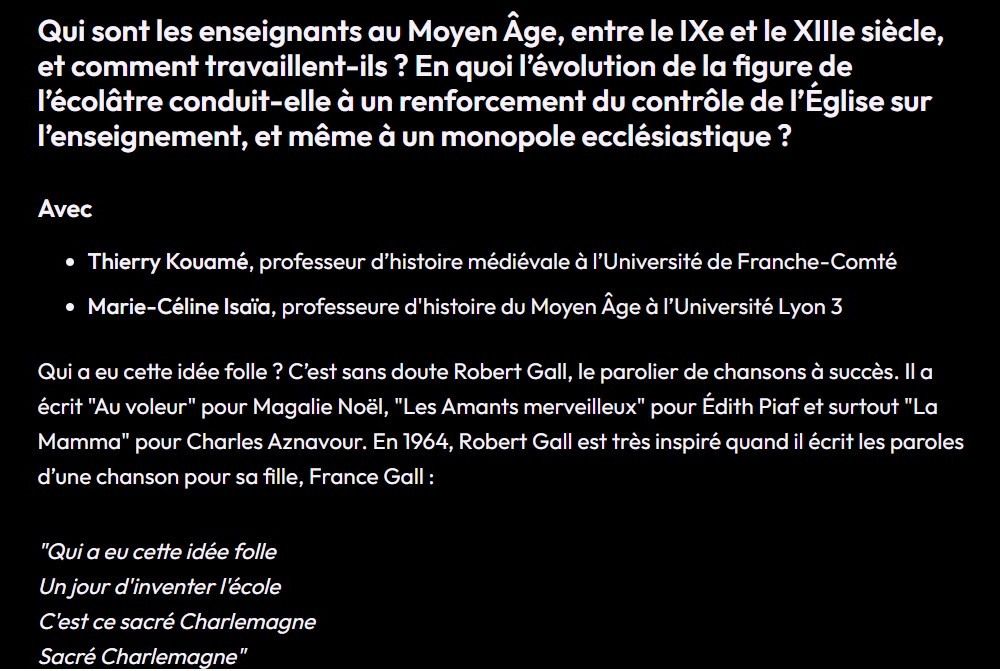 Qui sont les enseignants au Moyen Âge, entre le IXe et le XIIIe siècle,
et comment travaillent-ils ? En quoi l’évolution de la figure de
l’écolâtre conduit-elle à un renforcement du contrôle de l’Église sur
l’enseignement, et même à un monopole ecclésiastique ?
Avec
• Thierry Kouamé, professeur d’histoire médiévale à l’Université de Franche-Comté
• Marie-Céline Isaïa, professeure d'histoire du Moyen Âge à l’Université Lyon 3
Qui a eu cette idée folle ? C’est sans doute Robert Gall, le parolier de chansons à succès. Il a
écrit "Au voleur" pour Magalie Noël, "Les Amants merveilleux" pour Édith Piaf et surtout "La
Mamma" pour Charles Aznavour. En 1964, Robert Gall est très inspiré quand il écrit les paroles
d’une chanson pour sa fille, France Gall :
"Qui a eu cette idée folle
Un jour d'inventer l'école
C'est ce sacré Charlemagne
Sacré Charlemagne"